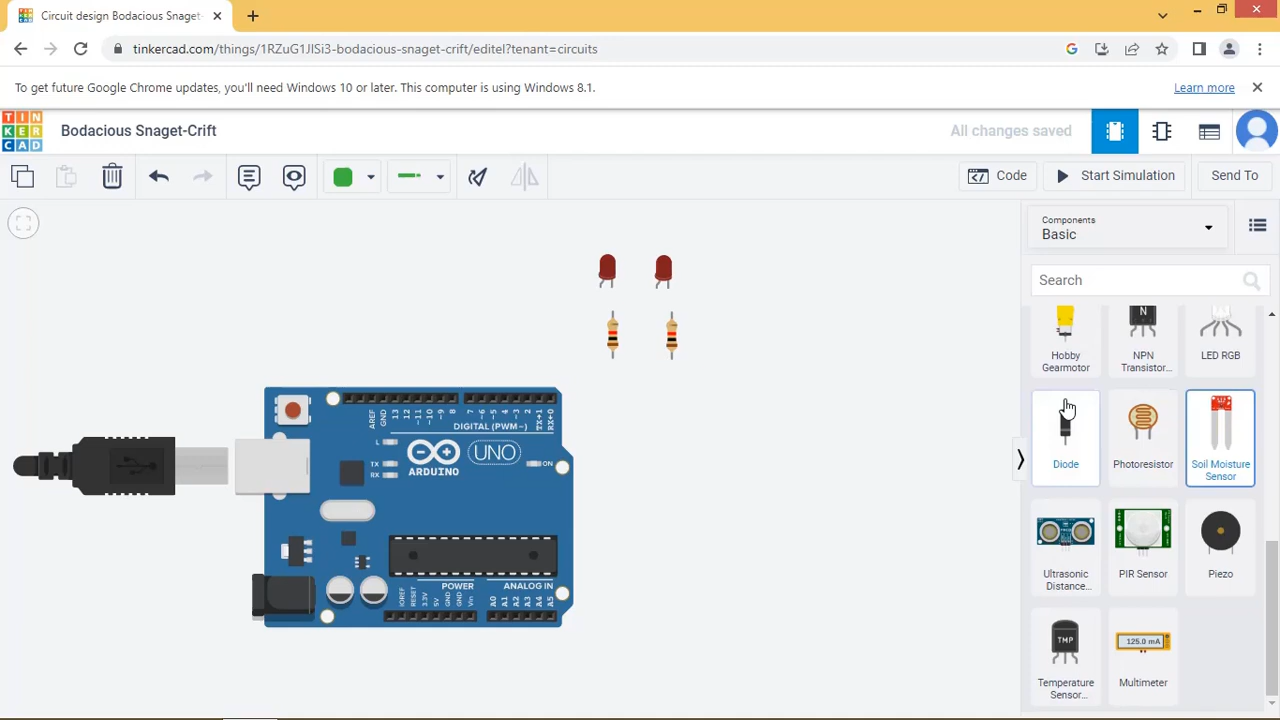 Circuit design Bodacious Snaget-
tinkercad.com/things/1RZuG1JISi3-bodacious-snaget-crift/editel?tenant=circuits
To get future Google Chrome updates, you'll need Windows 10 or later. This computer is using Windows 8.1.
Learn more
TIN
KER
CAD
Bodacious Snaget-Crift
All changes saved
Code
Start Simulation
Send To
Components
Basic
Search
Hobby
Gearmotor
N
NPN
Transistor...
LED RGB
Diode
Photoresistor
Soil Moisture
Sensor
Ultrasonic
Distance...
PIR Sensor
Piezo
TMP
Temperature
Sensor...
125.0 mA
Multimeter
AREF
GND
13
12
~11
~10
~9
8
7
~6
~5
4
~3
2
TX→1
RX←0
DIGITAL (PWM~)
L
TX
RX
ARDUINO
UNO
ON
POWER
ANALOG IN
IOREF
RESET
3.3V
5V
GND
GND
Vin
A0
A1
A2
A3
A4
A5